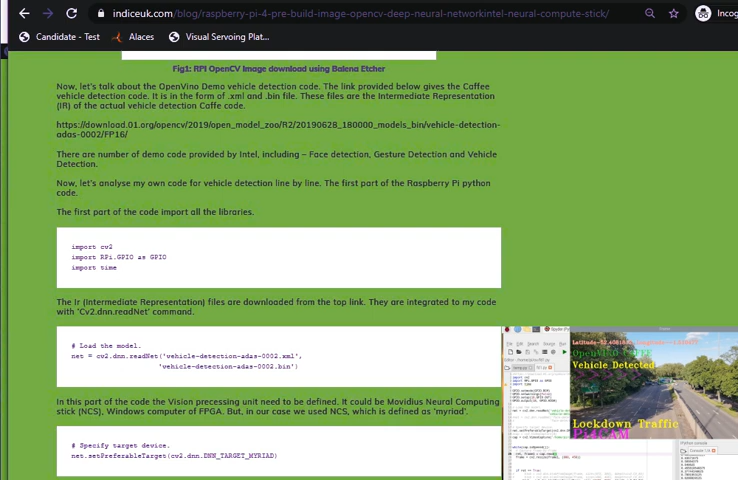 indiceuk.com/blog/raspberry-pi-4-pre-build-image-opencv-deep-neural-networkintel-neural-compute-stick/
Incog
Candidate - Test
Alaces
Visual Servoing Plat...
Fig1: RPI OpenCV Image download using Balena Etcher
Now, let's talk about the OpenVino Demo vehicle detection code. The link provided below gives the Caffee
vehicle detection code. It is in the form of .xml and .bin file. These files are the Intermediate Representation
(IR) of the actual vehicle detection Caffe code.
https://download.01.org/opencv/2019/open_model_zoo/R2/20190628_180000_models_bin/vehicle-detection-
adas-0002/FP16/
There are number of demo code provided by Intel, including – Face detection, Gesture Detection and Vehicle
Detection.
Now, let's analyse my own code for vehicle detection line by line. The first part of the Raspberry Pi python
code.
The first part of the code import all the libraries.
import cv2
import RPi.GPIO as GPIO
import time
The Ir (Intermediate Representation) files are downloaded from the top link. They are integrated to my code
with 'Cv2.dnn.readNet' command.
# Load the model.
net = cv2.dnn.readNet('vehicle-detection-adas-0002.xml',
'vehicle-detection-adas-0002.bin')
In this part of the code the Vision precessing unit need to be defined. It could be Movidius Neural Computing
stick (NCS), Windows computer of FPGA. But, in our case we used NCS, which is defined as 'myriad'.
# Specify target device.
net.setPreferableTarget(cv2.dnn.DNN_TARGET_MYRIAD)
OpenVINO CAFFE
Vehicle Detected
Lockdown Traffic
PidCAM